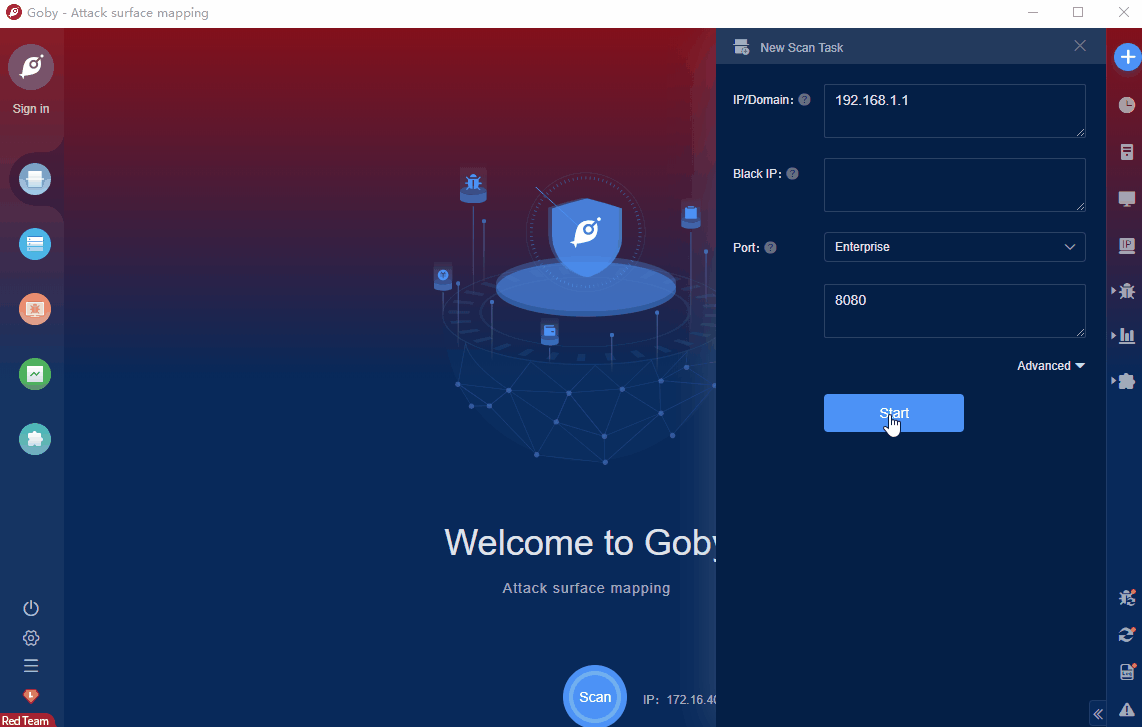 Goby - Attack surface mapping
Sign in
New Scan Task
IP/Domain: ?
192.168.1.1
Black IP: ?
Port: ?
Enterprise
8080
Advanced
Start
Welcome to Goby
Attack surface mapping
Scan
IP: 172.16.40
IP
Red Team